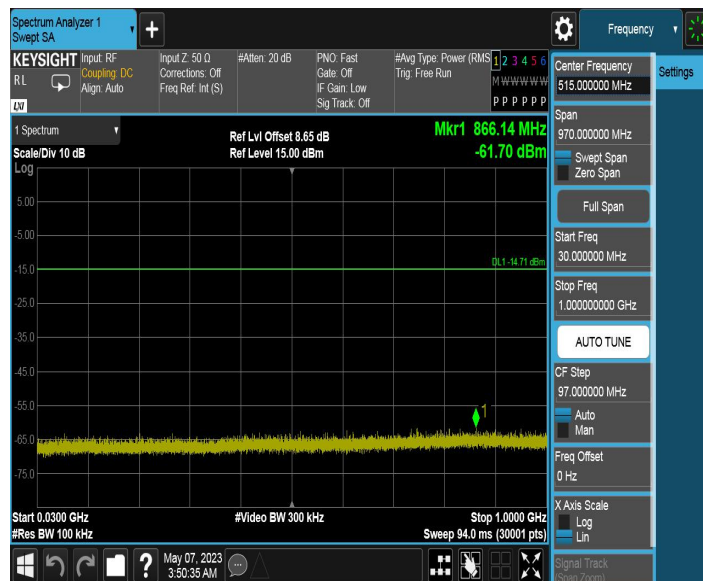 Spectrum Analyzer 1
Swept SA
+
Frequency
KEYSIGHT
RL
LXI
Input: RF
Coupling: DC
Align: Auto
Input Z: 50 Ω
Corrections: Off
Freq Ref: Int (S)
#Atten: 20 dB
PNO: Fast
Gate: Off
IF Gain: Low
Sig Track: Off
#Avg Type: Power (RMS
Trig: Free Run
1 2 3 4 5 6
M W W W W W
P P P P P P
1 Spectrum
Scale/Div 10 dB
Ref Lvl Offset 8.65 dB
Ref Level 15.00 dBm
Mkr1 866.14 MHz
-61.70 dBm
Log
5.00
-5.00
-15.0
DL1 -14.71 dBm
-25.0
-35.0
-45.0
-55.0
1
-65.0
-75.0
Start 0.0300 GHz
#Res BW 100 kHz
#Video BW 300 kHz
Stop 1.0000 GHz
Sweep 94.0 ms (30001 pts)
Center Frequency
515.000000 MHz
Settings
Span
970.000000 MHz
Swept Span
Zero Span
Full Span
Start Freq
30.000000 MHz
Stop Freq
1.000000000 GHz
AUTO TUNE
CF Step
97.000000 MHz
Auto
Man
Freq Offset
0 Hz
X Axis Scale
Log
Lin
Signal Track
(Span Zoom)
?
May 07, 2023
3:50:35 AM